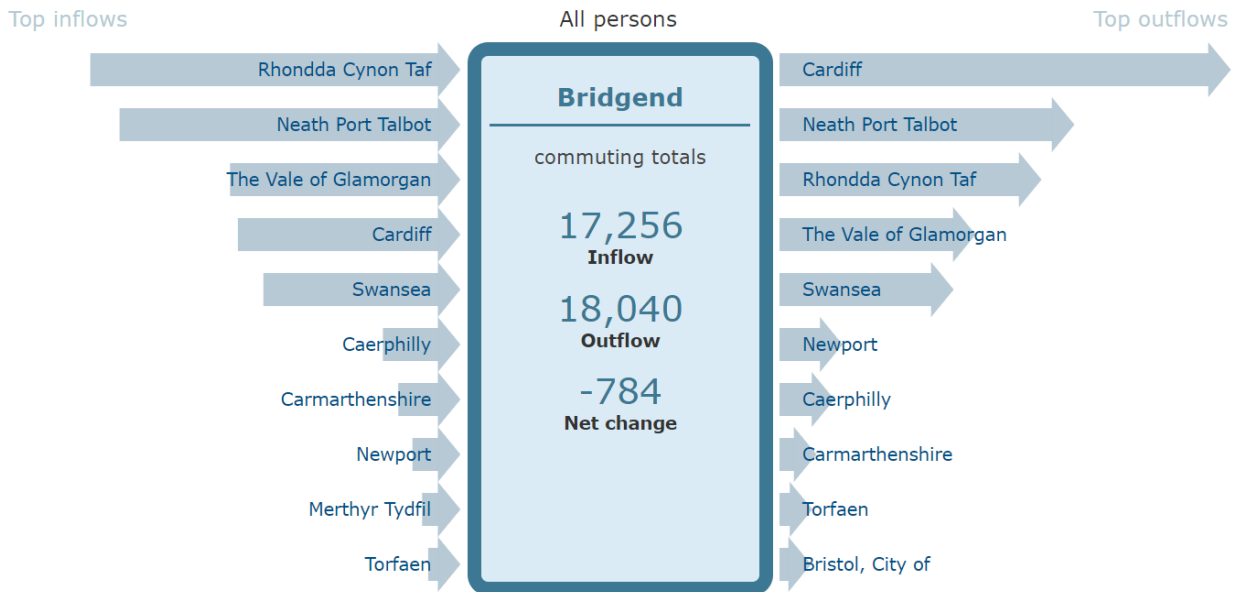 Top inflows
All persons
Top outflows
Rhondda Cynon Taf
Neath Port Talbot
The Vale of Glamorgan
Cardiff
Swansea
Caerphilly
Carmarthenshire
Newport
Merthyr Tydfil
Torfaen
Bridgend
commuting totals
17,256
Inflow
18,040
Outflow
-784
Net change
Cardiff
Neath Port Talbot
Rhondda Cynon Taf
The Vale of Glamorgan
Swansea
Newport
Caerphilly
Carmarthenshire
Torfaen
Bristol, City of